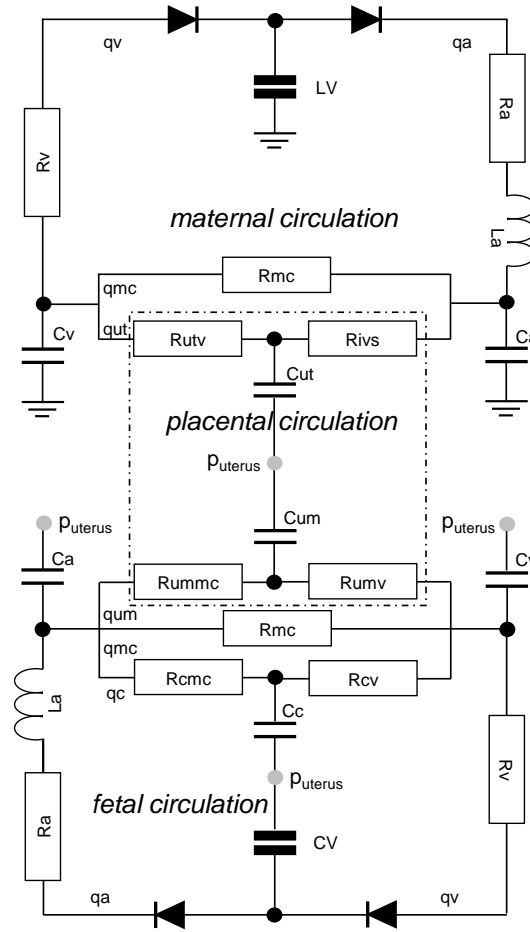 qv
qa
LV
Ra
Rv
maternal circulation
La
Rmc
qmc
qut
Rutv
Rivs
Cv
Ca
Cut
placental circulation
puterus
puterus
puterus
Cum
Ca
Cv
Rummc
Rumv
qum
Rmc
qmc
Rcmc
Rcv
qc
La
Cc
puterus
Rv
fetal circulation
Ra
CV
qa
qv